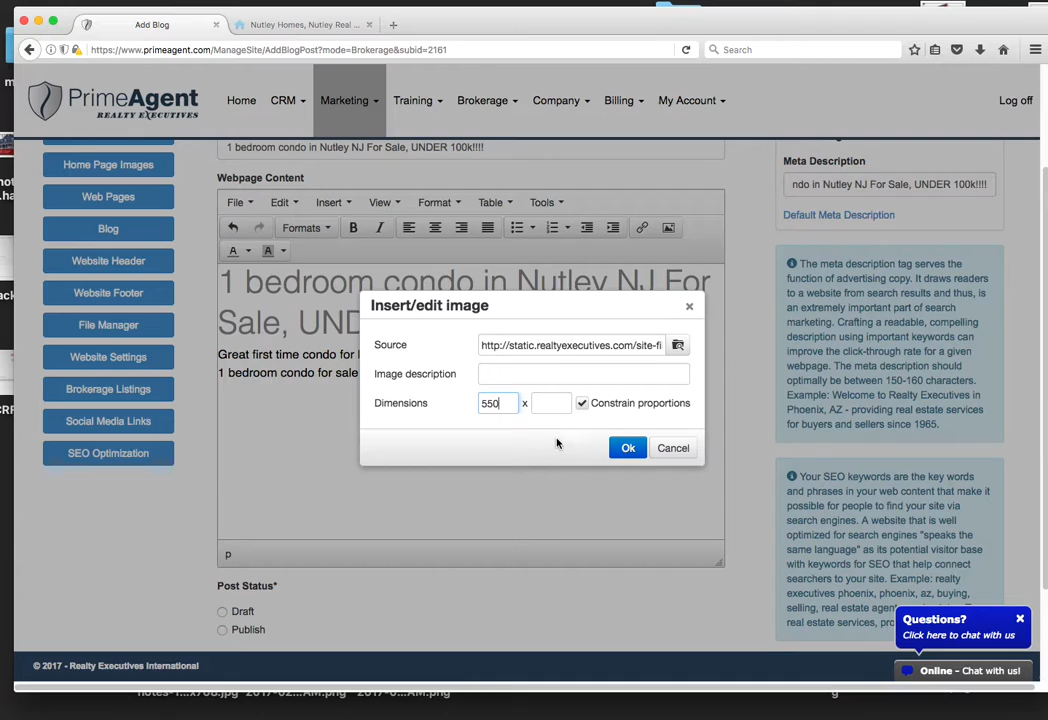 Add Blog
Nutley Homes, Nutley Real ...
https://www.primeagent.com/ManageSite/AddBlogPost?mode=Brokerage&subid=2161
Search
PrimeAgent
REALTY EXECUTIVES
Home
CRM
Marketing
Training
Brokerage
Company
Billing
My Account
Log off
Home Page Images
Web Pages
Blog
Website Header
Website Footer
File Manager
Website Settings
Brokerage Listings
Social Media Links
SEO Optimization
1 bedroom condo in Nutley NJ For Sale, UNDER 100k!!!!
Webpage Content
File
Edit
Insert
View
Format
Table
Tools
Formats
B
I
A
A
1 bedroom condo in Nutley NJ For
Sale, UND
Great first time condo for
1 bedroom condo for sale
Insert/edit image
Source
http://static.realtyexecutives.com/site-fi
Image description
Dimensions
550
x
Constrain proportions
Ok
Cancel
p
Post Status*
Draft
Publish
Meta Description
ndo in Nutley NJ For Sale, UNDER 100k!!!!
Default Meta Description
The meta description tag serves the
function of advertising copy. It draws readers
to a website from search results and thus, is
an extremely important part of search
marketing. Crafting a readable, compelling
description using important keywords can
improve the click-through rate for a given
webpage. The meta description should
optimally be between 150-160 characters.
Example: Welcome to Realty Executives in
Phoenix, AZ - providing real estate services
for buyers and sellers since 1965.
Your SEO keywords are the key words
and phrases in your web content that make it
possible for people to find your site via
search engines. A website that is well
optimized for search engines "speaks the
same language" as its potential visitor base
with keywords for SEO that help connect
searchers to your site. Example: realty
executives phoenix, phoenix, az, buying,
selling, real estate agen
real estate services, pro
Questions?
Click here to chat with us
Online - Chat with us!
© 2017 - Realty Executives International